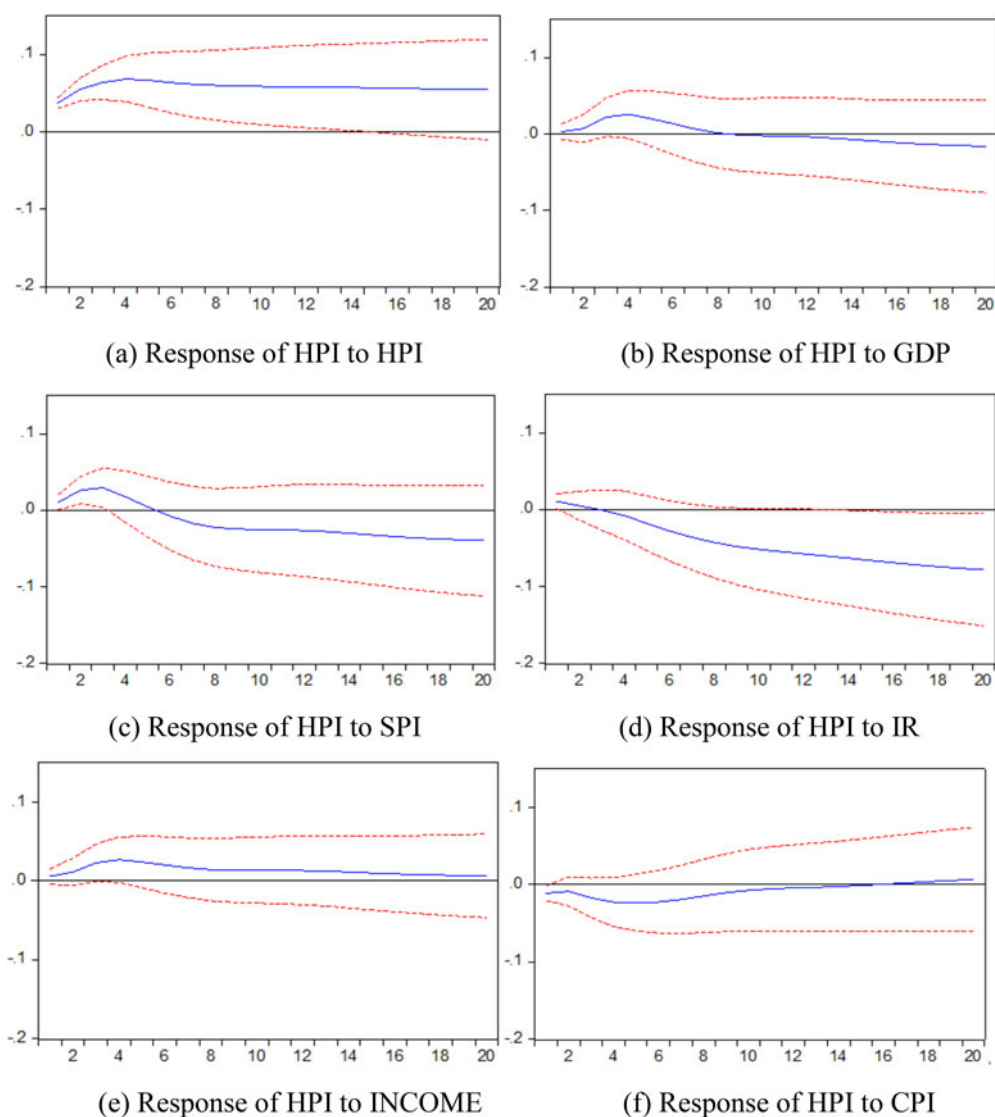 .1
.0
-.1
-.2
2 4 6 8 10 12 14 16 18 20
(a) Response of HPI to HPI
.1
.0
-.1
-.2
2 4 6 8 10 12 14 16 18 20
(b) Response of HPI to GDP
.1
.0
-.1
-.2
2 4 6 8 10 12 14 16 18 20
(c) Response of HPI to SPI
.1
.0
-.1
-.2
2 4 6 8 10 12 14 16 18 20
(d) Response of HPI to IR
.1
.0
-.1
-.2
2 4 6 8 10 12 14 16 18 20
(e) Response of HPI to INCOME
.1
.0
-.1
-.2
2 4 6 8 10 12 14 16 18 20
(f) Response of HPI to CPI